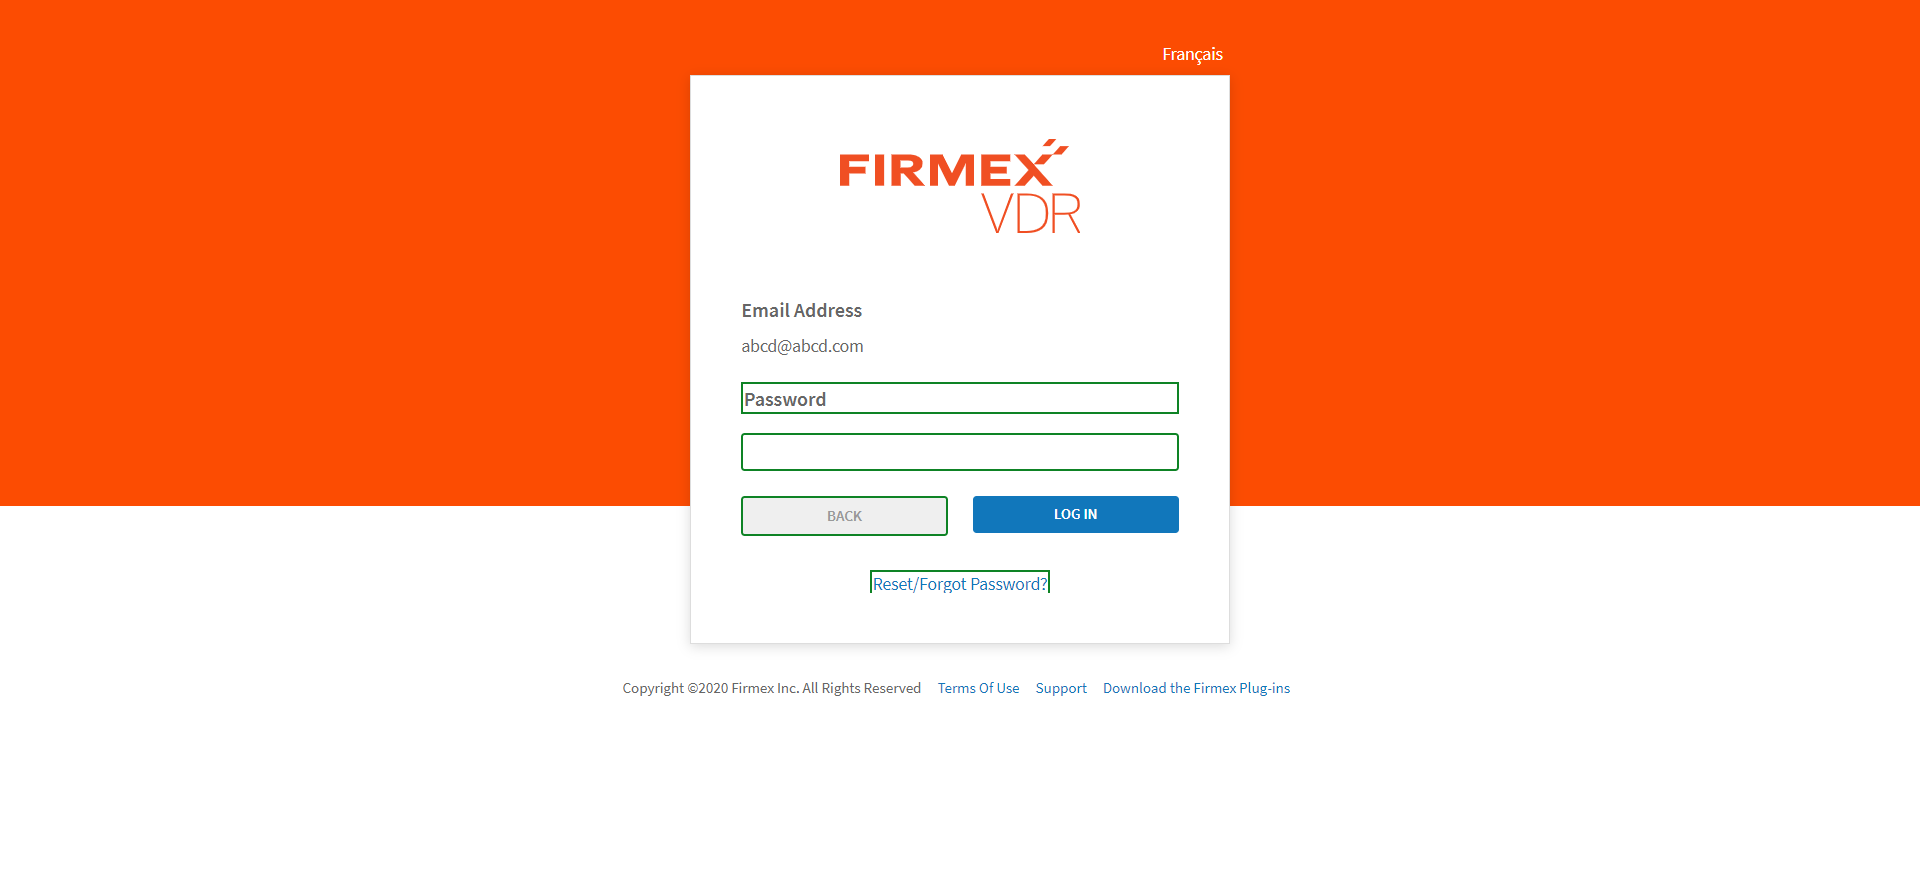 Français
FIRMEX
VDR
Email Address
abcd@abcd.com
Password
BACK LOG IN
Reset/Forgot Password?
Copyright ©2020 Firmex Inc. All Rights Reserved Terms Of Use Support Download the Firmex Plug-ins